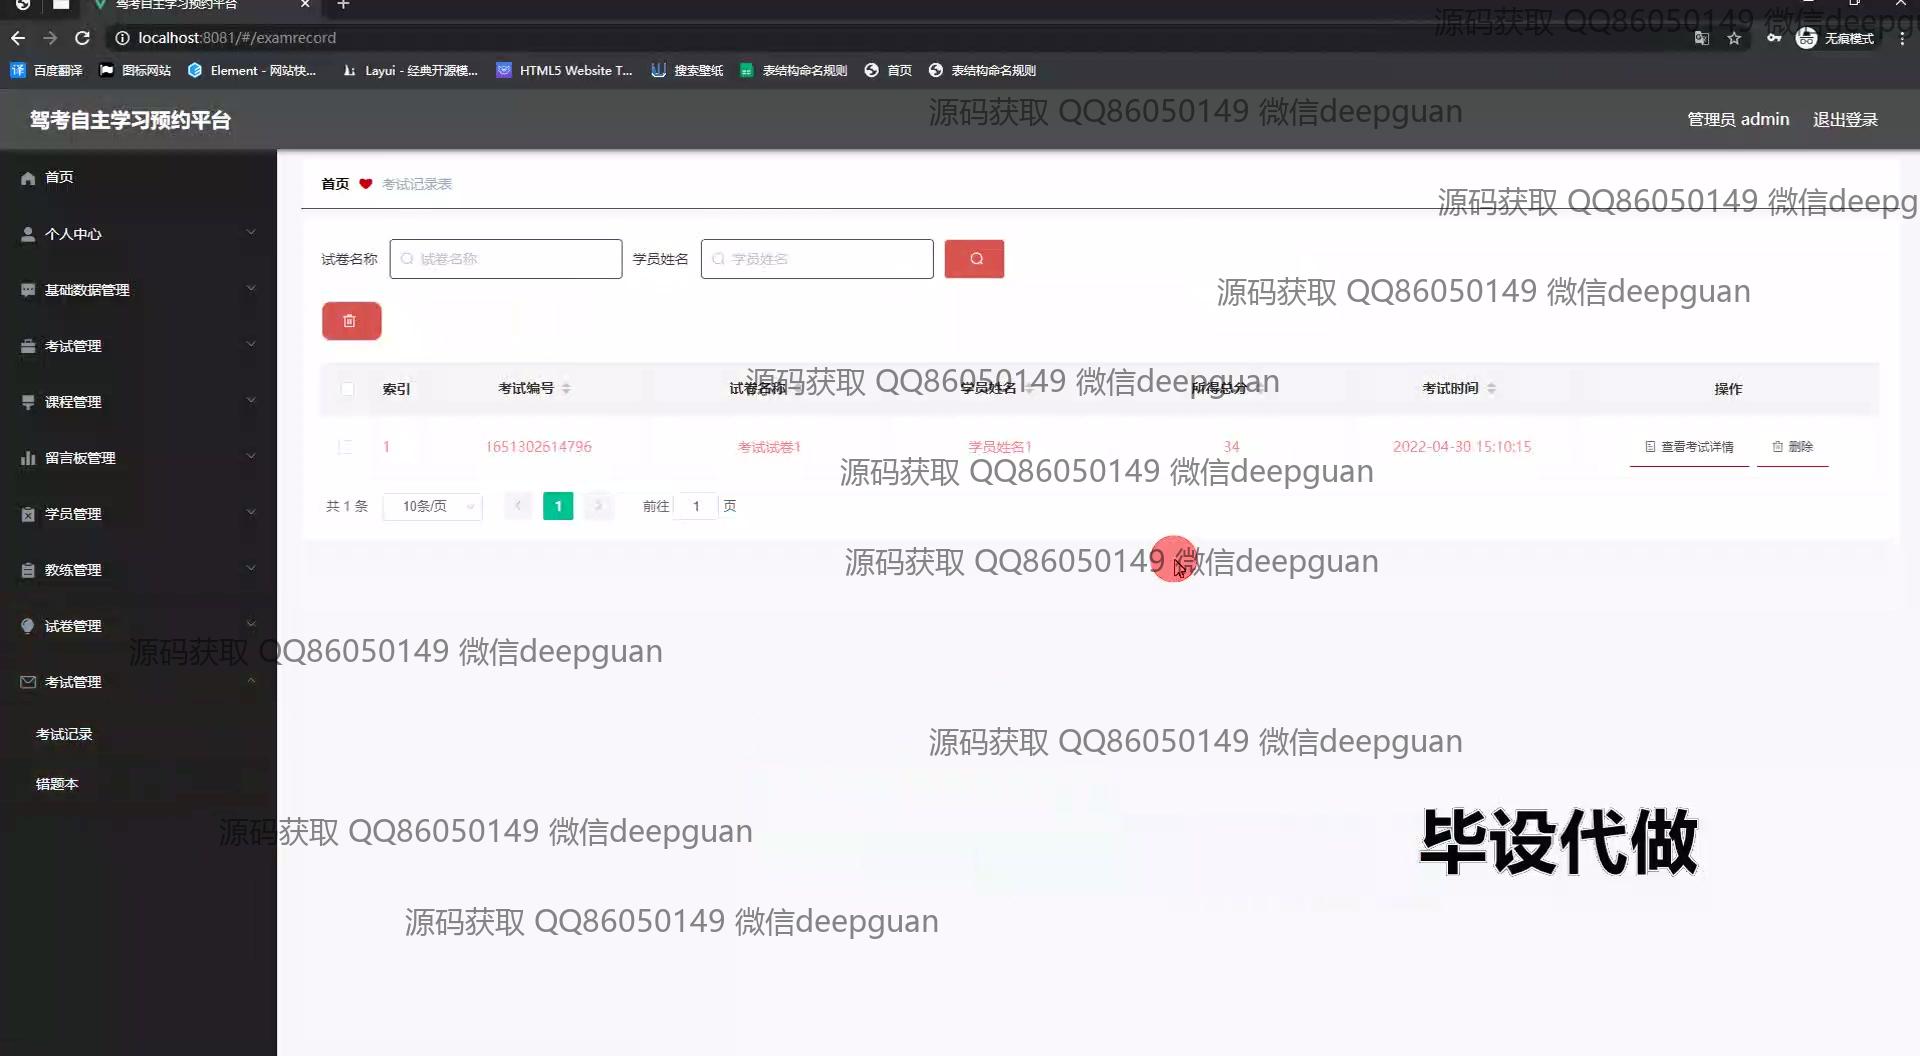 驾考自主学习预约平台
localhost:8081/#/examrecord
无痕模式
百度翻译 图标网站 Element - 网站快... Layui - 经典开源模... HTML5 Website T... 搜索壁纸 表结构命名规则 首页 表结构命名规则
源码获取 QQ86050149 微信deepg
驾考自主学习预约平台
源码获取 QQ86050149 微信deepguan
管理员 admin 退出登录
首页
个人中心
基础数据管理
考试管理
课程管理
留言板管理
学员管理
教练管理
试卷管理
考试管理
考试记录
错题本
首页 考试记录表
源码获取 QQ86050149 微信deepg
试卷名称 试卷名称 学员姓名 学员姓名
源码获取 QQ86050149 微信deepguan
源码获取 QQ86050149 微信deepguan
索引 考试编号 试卷名称 学员姓名 所得总分 考试时间 操作
1 1651302614796 考试试卷1 学员姓名1 34 2022-04-30 15:10:15 查看考试详情 删除
源码获取 QQ86050149 微信deepguan
共 1 条 10条/页 1 前往 1 页
源码获取 QQ86050149 微信deepguan
源码获取 QQ86050149 微信deepguan
源码获取 QQ86050149 微信deepguan
源码获取 QQ86050149 微信deepguan
毕设代做
源码获取 QQ86050149 微信deepguan